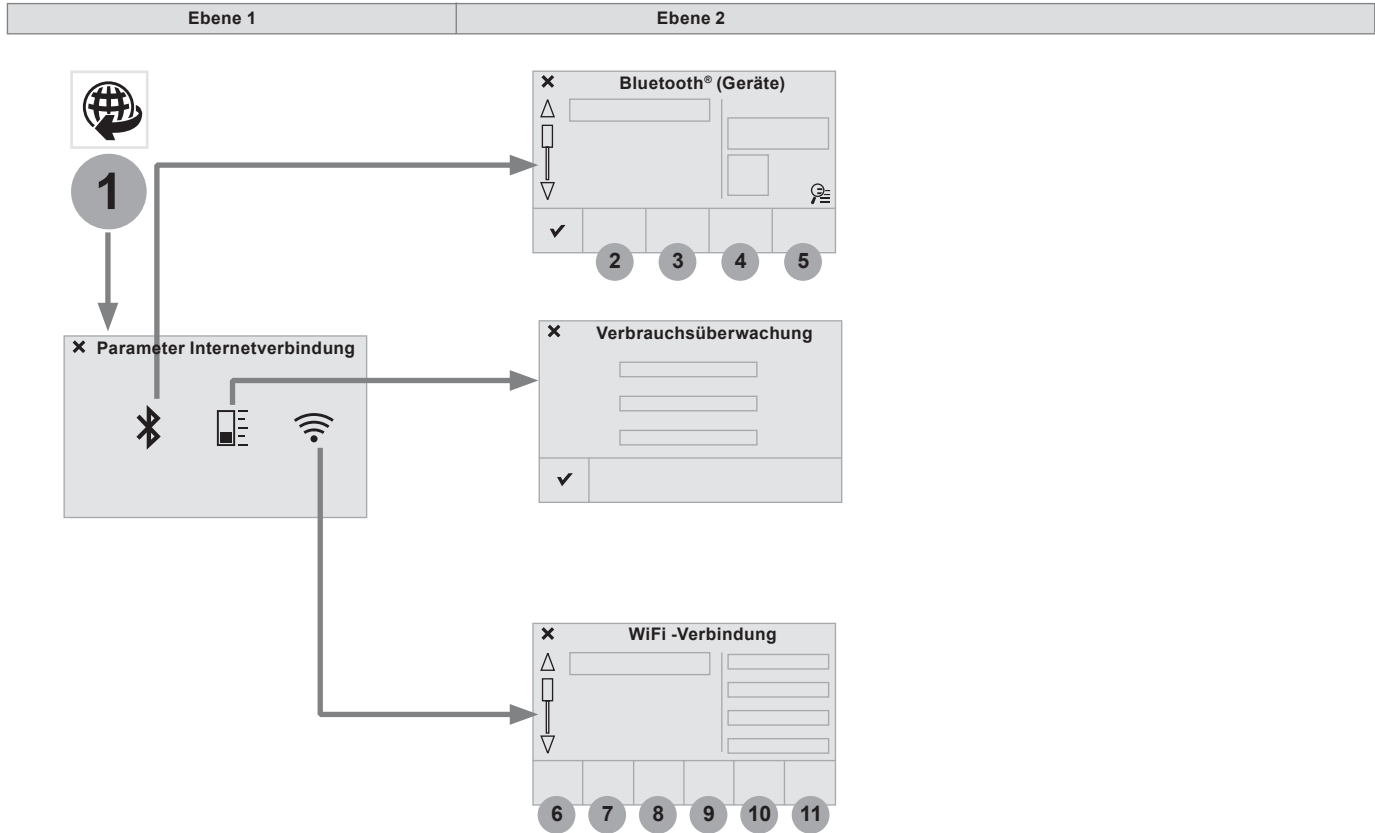 Ebene 1
Ebene 2
1
Bluetooth® (Geräte)
2 3 4 5
Parameter Internetverbindung
Verbrauchsüberwachung
WiFi -Verbindung
6 7 8 9 10 11